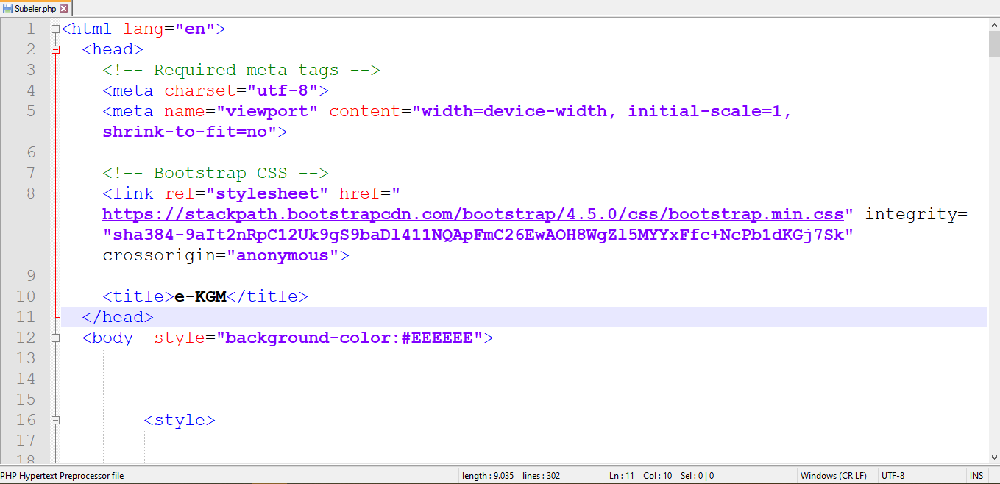 Subeler.php
1 <html lang="en">
2 <head>
3 <!-- Required meta tags -->
4 <meta charset="utf-8">
5 <meta name="viewport" content="width=device-width, initial-scale=1,
shrink-to-fit=no">
6
7 <!-- Bootstrap CSS -->
8 <link rel="stylesheet" href="
https://stackpath.bootstrapcdn.com/bootstrap/4.5.0/css/bootstrap.min.css" integrity=
"sha384-9aIt2nRpC12Uk9gS9baDl411NQApFmC26EwAOH8WgZl5MYYxFfc+NcPb1dKGj7Sk"
crossorigin="anonymous">
9
10 <title>e-KGM</title>
11 </head>
12 <body  style="background-color:#EEEEEE">
13
14
15
16 <style>
17
18
PHP Hypertext Preprocessor file length : 9.035 lines : 302 Ln : 11 Col : 10 Sel : 0 | 0 Windows (CR LF) UTF-8 INS